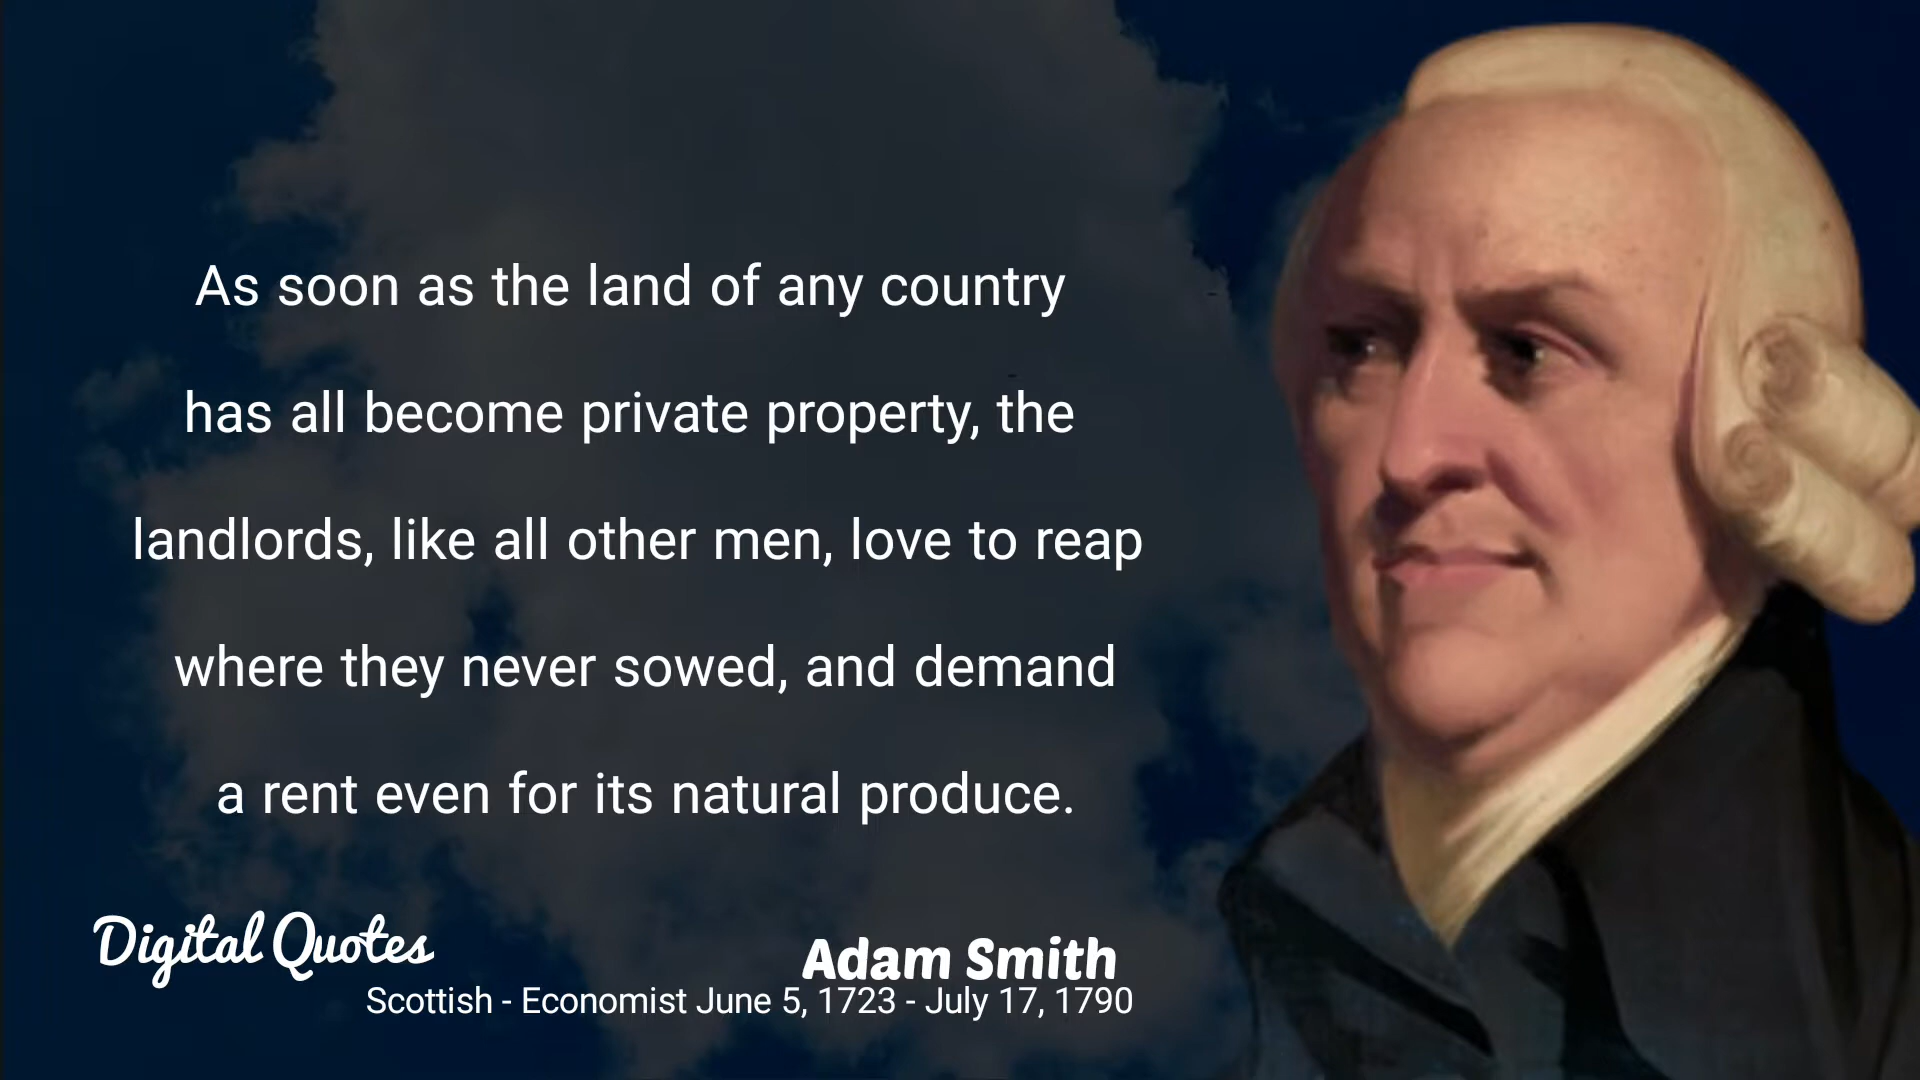 As soon as the land of any country
has all become private property, the
landlords, like all other men, love to reap
where they never sowed, and demand
a rent even for its natural produce.
Digital Quotes
Adam Smith
Scottish - Economist June 5, 1723 - July 17, 1790